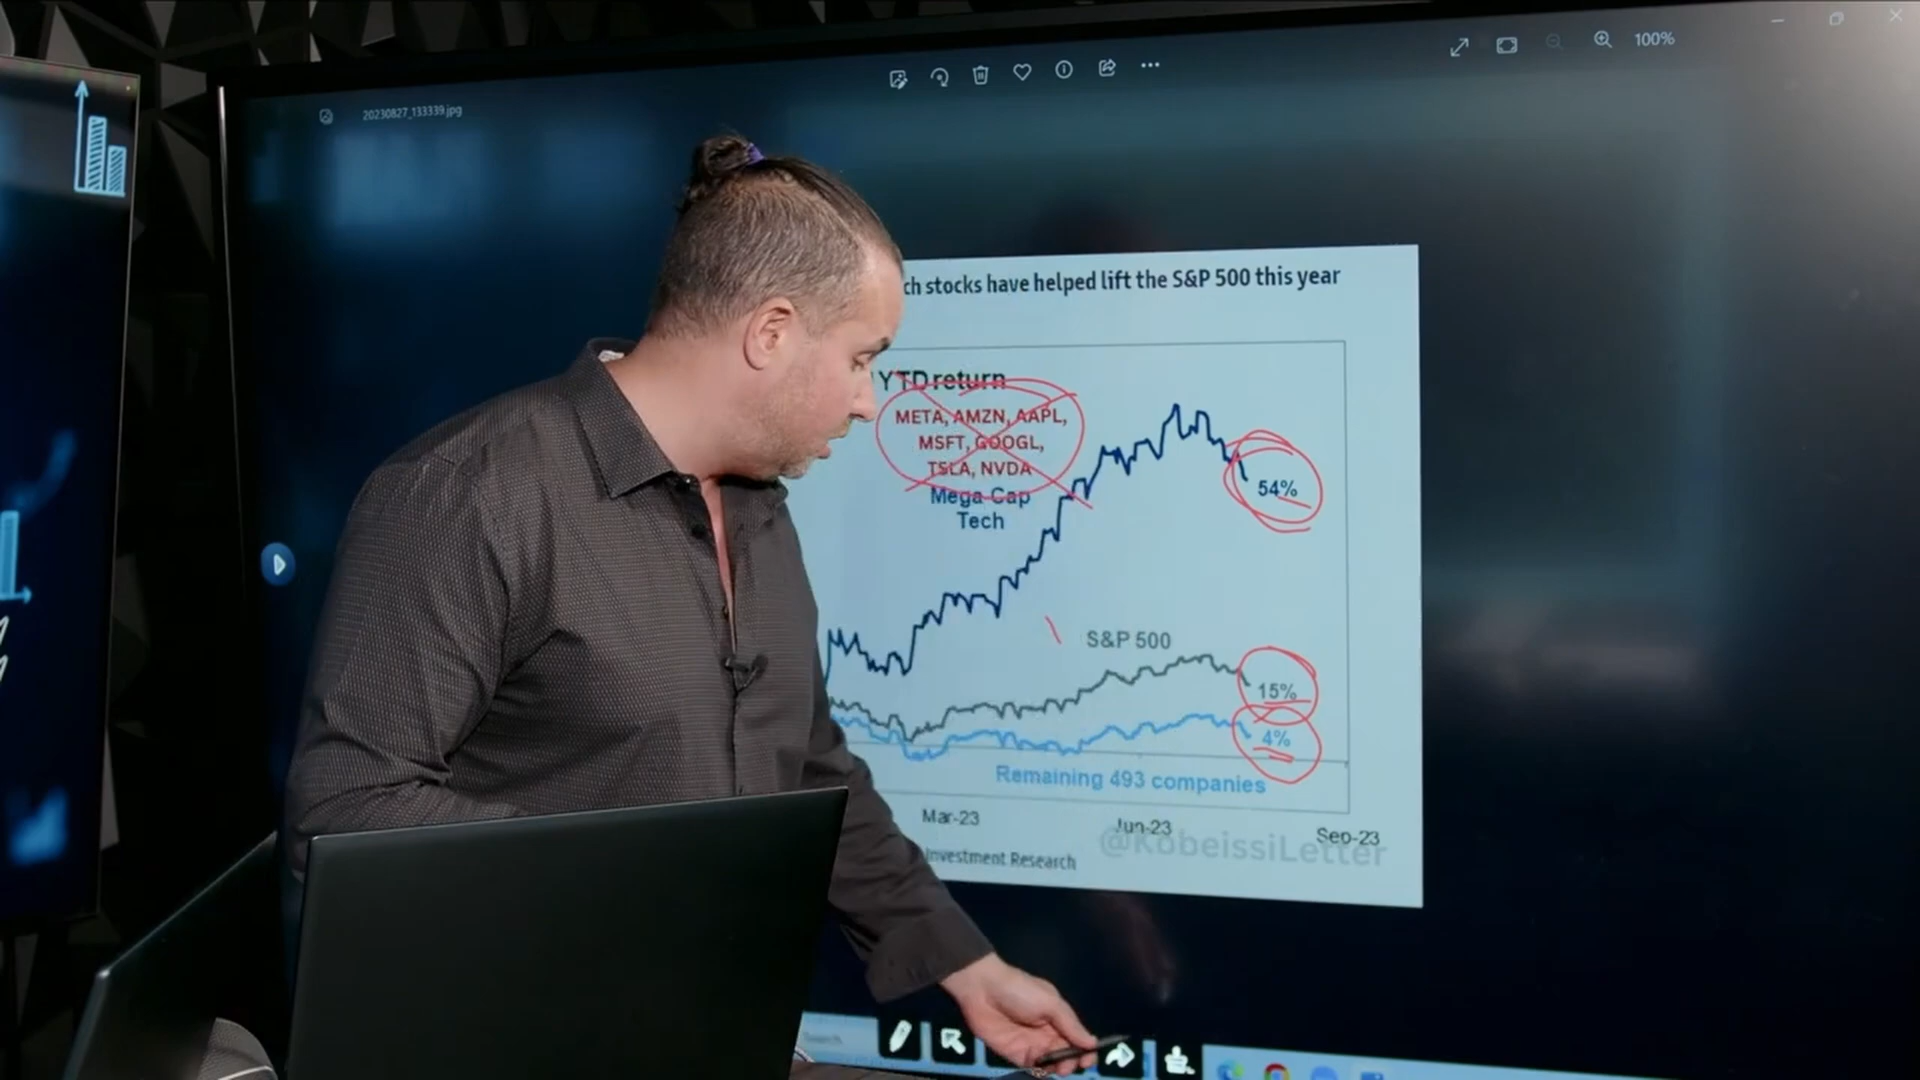 100%
20230827_133339.jpg
ch stocks have helped lift the S&P 500 this year
YTD return
META, AMZN, AAPL,
MSFT, GOOGL,
TSLA, NVDA
Mega Cap
Tech
54%
S&P 500
15%
4%
Remaining 493 companies
Mar-23
Jun-23
Sep-23
@KobeissiLetter
Investment Research
Search